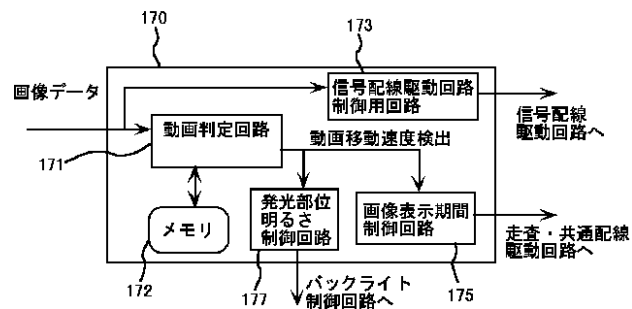 170
173
画像データ
信号配線駆動回路
制御用回路
信号配線
駆動回路へ
動画判定回路
171
動画移動速度検出
メモリ
172
発光部位
明るさ
制御回路
177
画像表示期間
制御回路
175
走査・共通配線
駆動回路へ
バックライト
制御回路へ